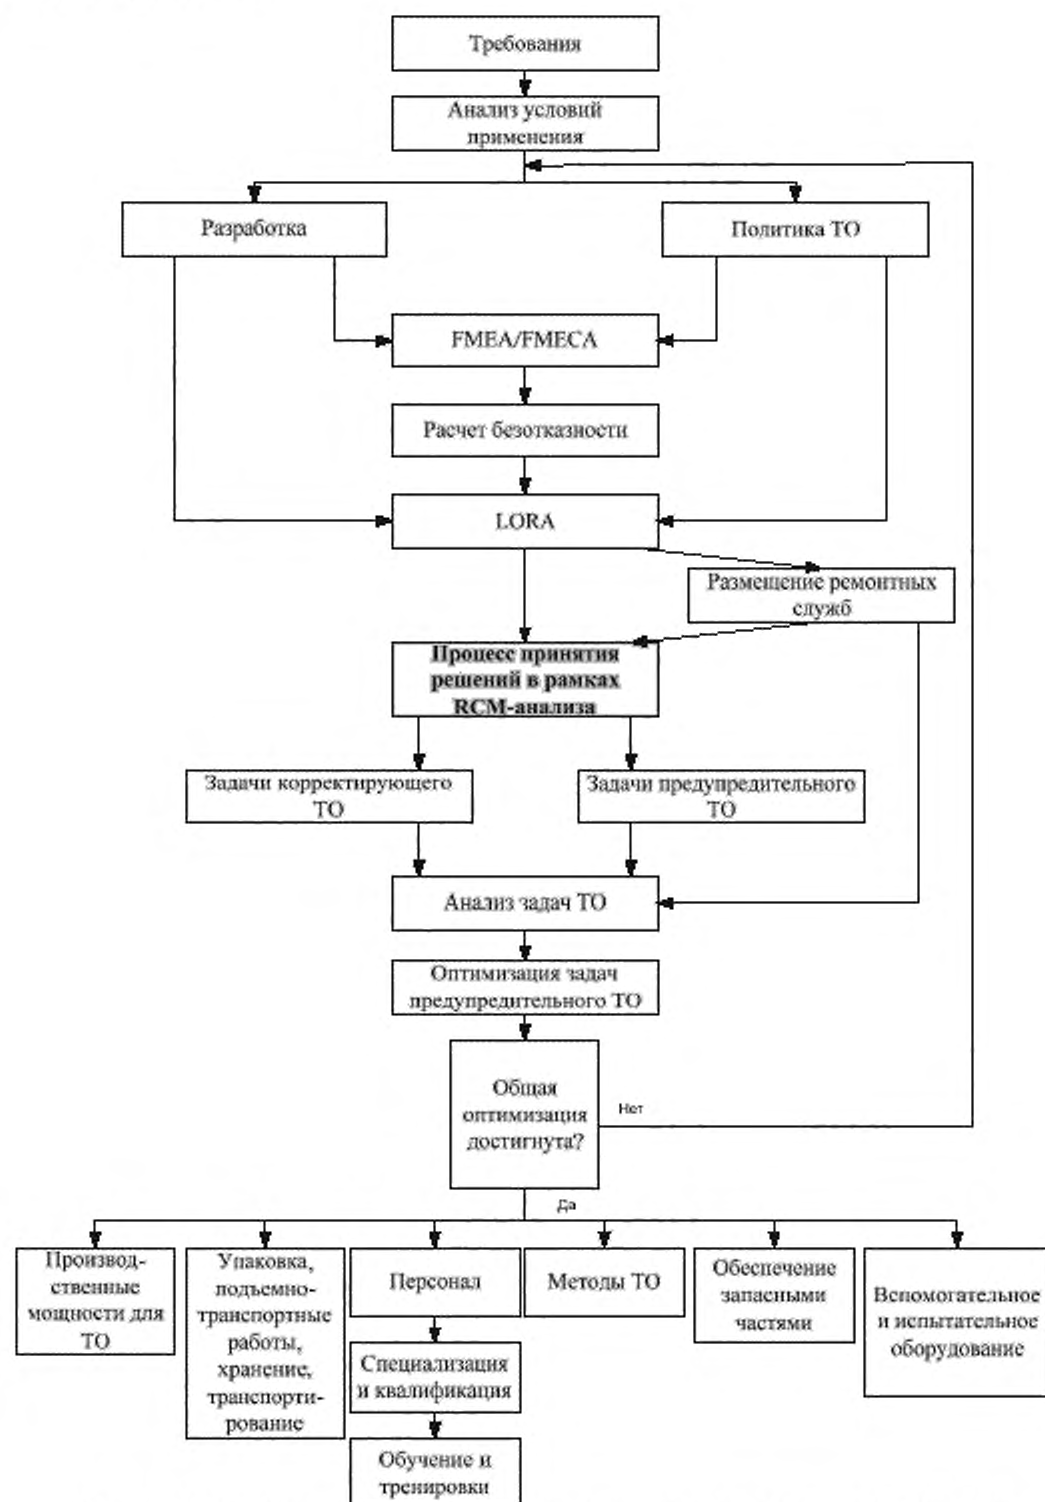 Требования
Анализ условий
применения
Разработка
Политика ТО
FMEA/FMECA
Расчет безотказности
LORA
Размещение ремонтных
служб
Процесс принятия
решений в рамках
RCM-анализа
Задачи корректирующего
ТО
Задачи предупредительного
ТО
Анализ задач ТО
Оптимизация задач
предупредительного ТО
Общая
оптимизация
достигнута?
Нет
Да
Производ-
ственные
мощности для
ТО
Упаковка,
подъемно-
транспортные
работы,
хранение,
транспорти-
рование
Персонал
Специализация
и квалификация
Обучение и
тренировки
Методы ТО
Обеспечение
запасными
частями
Вспомогательное
и испытательное
оборудование